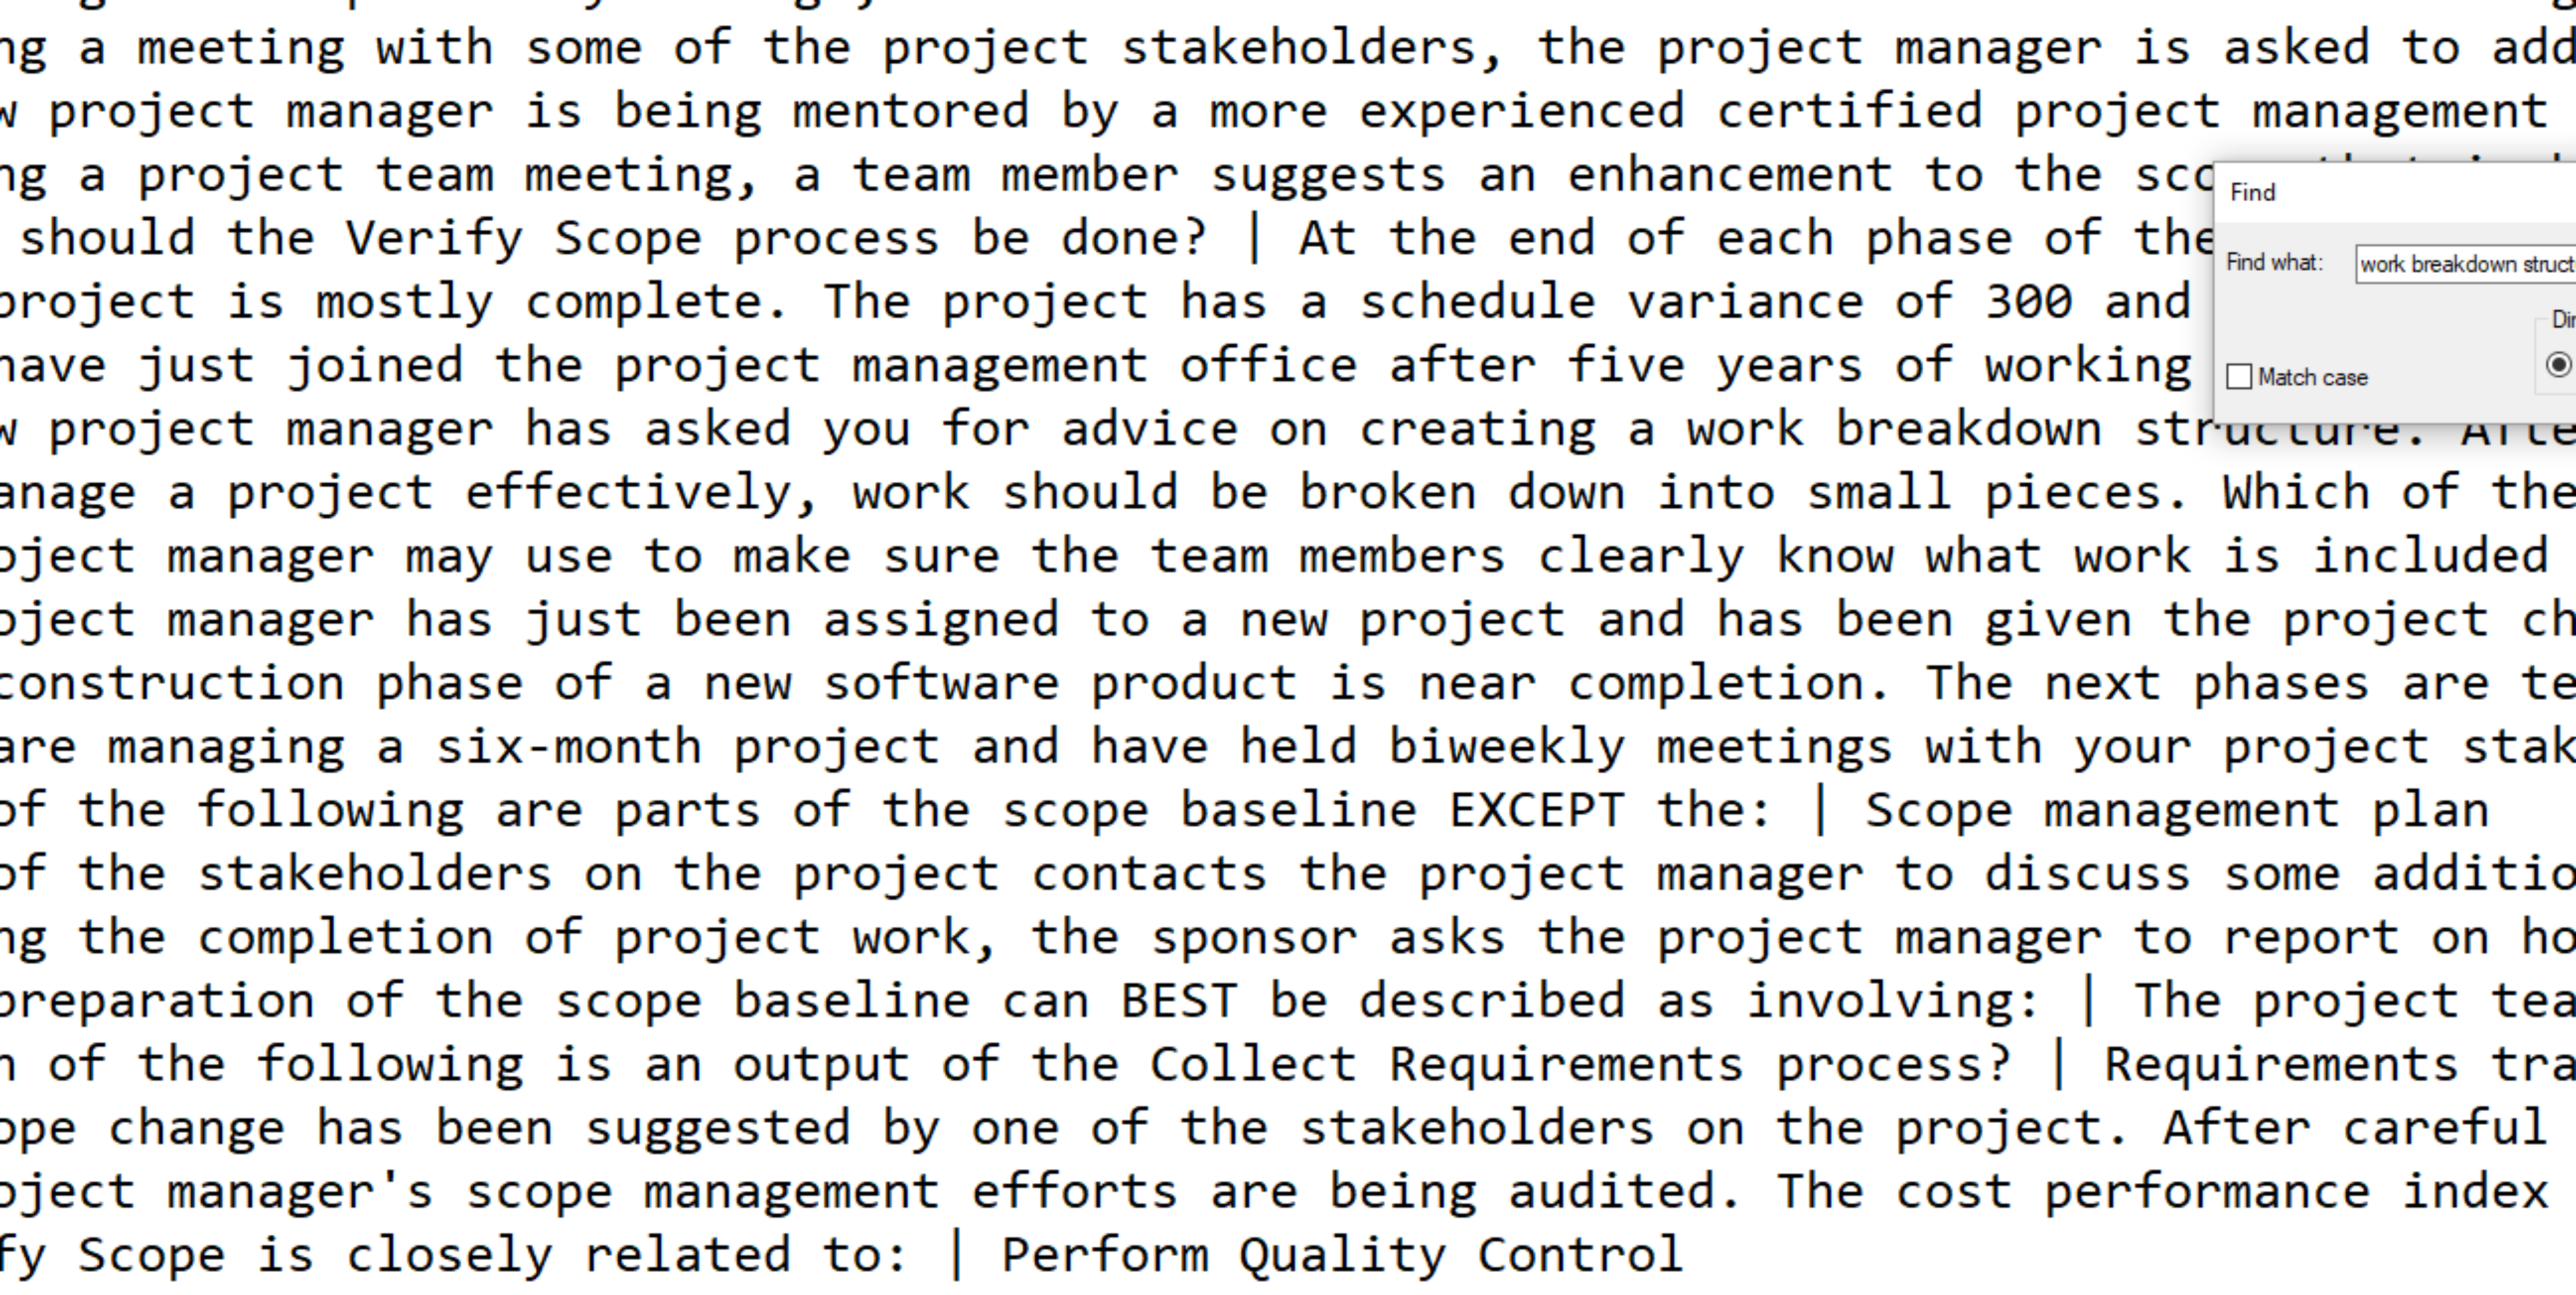 ng a meeting with some of the project stakeholders, the project manager is asked to add
w project manager is being mentored by a more experienced certified project management
ng a project team meeting, a team member suggests an enhancement to the
should the Verify Scope process be done? | At the end of each phase of the
project is mostly complete. The project has a schedule variance of 300 and
have just joined the project management office after five years of working
w project manager has asked you for advice on creating a work breakdown structure. Afte
anage a project effectively, work should be broken down into small pieces. Which of the
oject manager may use to make sure the team members clearly know what work is included
oject manager has just been assigned to a new project and has been given the project ch
construction phase of a new software product is near completion. The next phases are te
are managing a six-month project and have held biweekly meetings with your project stak
of the following are parts of the scope baseline EXCEPT the: | Scope management plan
of the stakeholders on the project contacts the project manager to discuss some additio
ng the completion of project work, the sponsor asks the project manager to report on ho
preparation of the scope baseline can BEST be described as involving: | The project tea
h of the following is an output of the Collect Requirements process? | Requirements tra
ope change has been suggested by one of the stakeholders on the project. After careful
oject manager's scope management efforts are being audited. The cost performance index
fy Scope is closely related to: | Perform Quality Control
Find
Find what: work breakdown struct
Dir
Match case